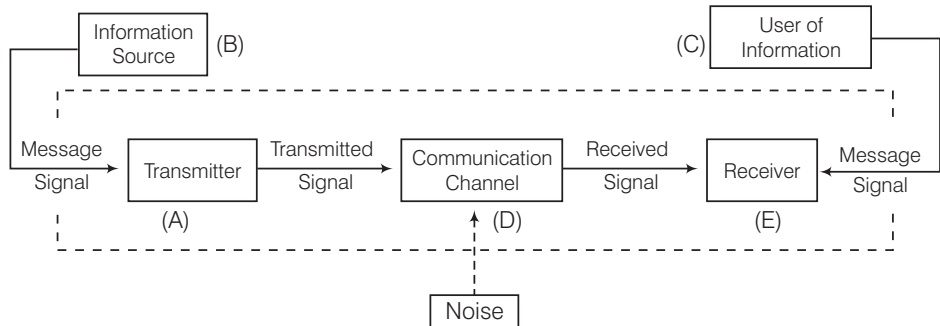 Information
Source
(B)
(C)
User of
Information
Message
Signal
Transmitter
(A)
Transmitted
Signal
Communication
Channel
(D)
Received
Signal
Receiver
(E)
Message
Signal
Noise